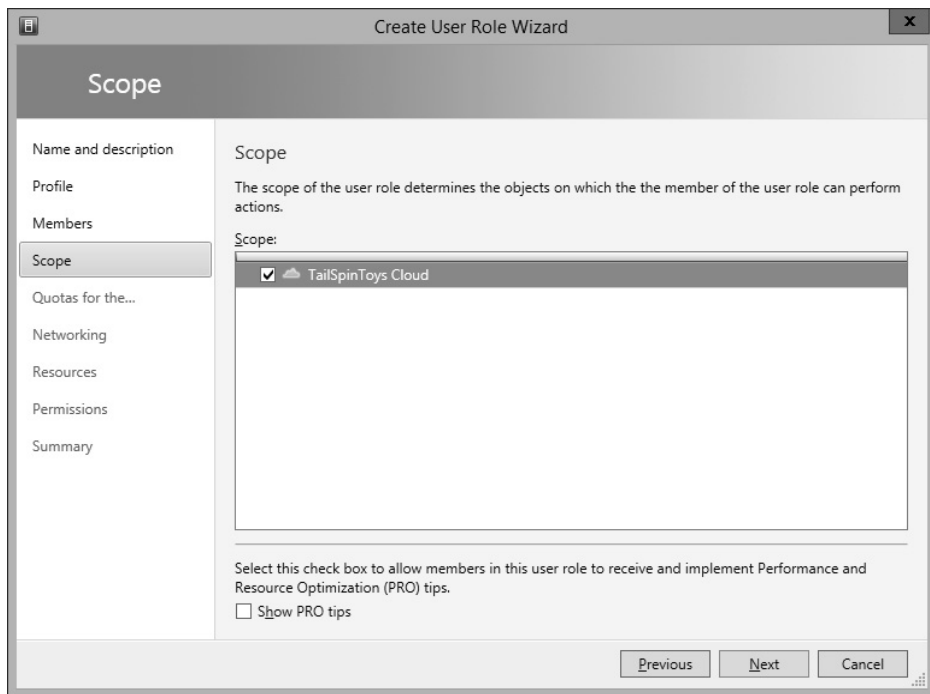 Create User Role Wizard
x
Scope
Name and description
Profile
Members
Scope
Quotas for the...
Networking
Resources
Permissions
Summary
Scope
The scope of the user role determines the objects on which the the member of the user role can perform
actions.
Scope:
TailSpinToys Cloud
Select this check box to allow members in this user role to receive and implement Performance and
Resource Optimization (PRO) tips.
Show PRO tips
Previous
Next
Cancel